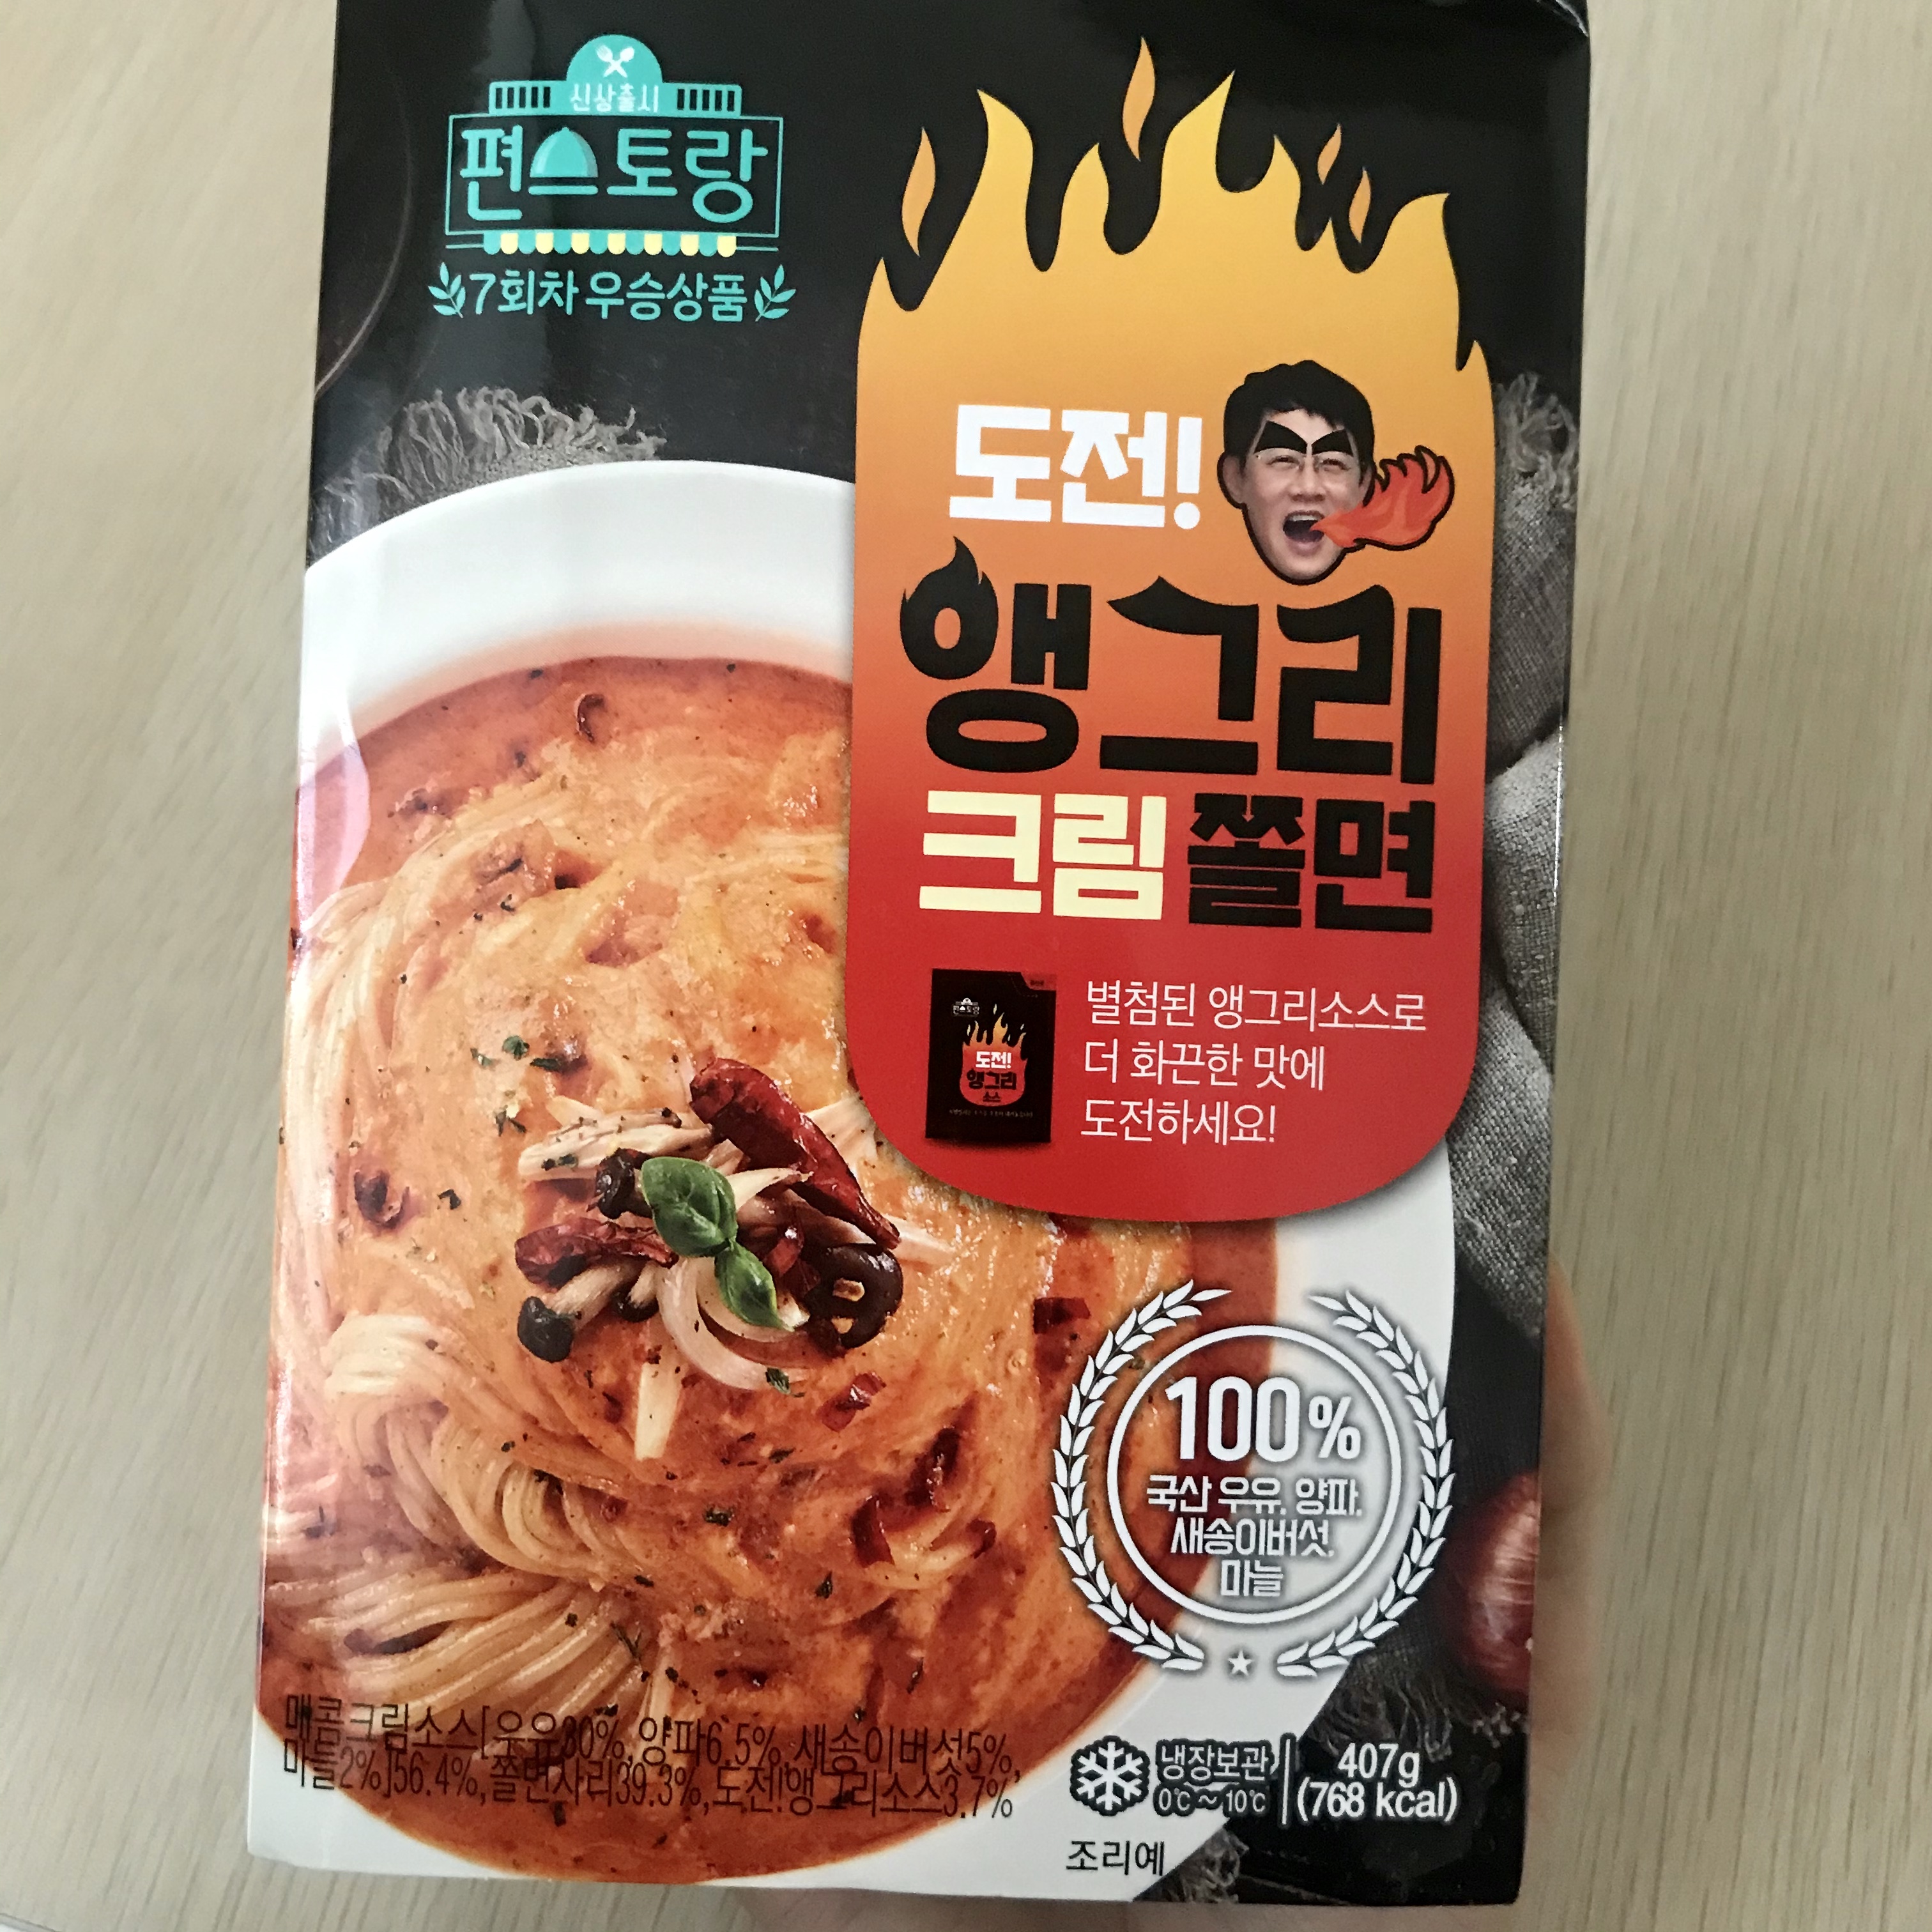 신상출시
편스토랑
7회차 우승상품
도전!
앵그리
크림 쫄면
도전!
앵그리
소스
별첨된 앵그리소스로
더 화끈한 맛에
도전하세요!
100%
국산 우유, 양파,
새송이버섯,
마늘
매콤크림소스[우유30%,양파6.5%,새송이버섯5%,
마늘2%]56.4%,쫄면사리39.3%,도전!앵그리소스3.7%
냉장보관
0℃~10℃
407g
(768 kcal)
조리예